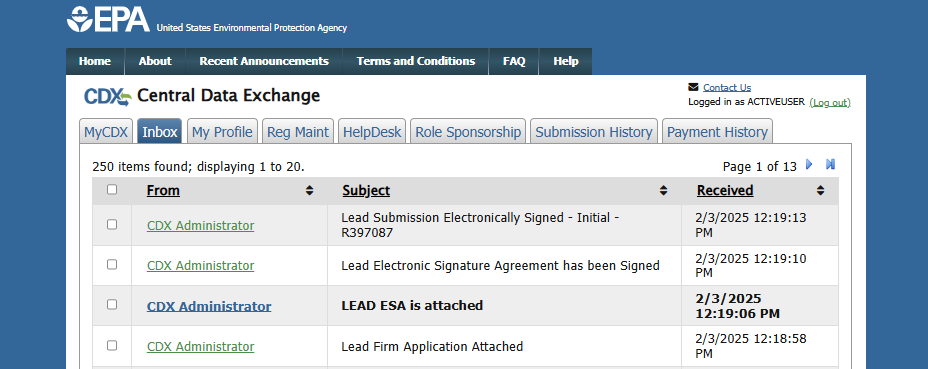 EPA United States Environmental Protection Agency
Home About Recent Announcements Terms and Conditions FAQ Help
Contact Us
CDX Central Data Exchange
Logged in as ACTIVEUSER (Log out)
MyCDX Inbox My Profile Reg Maint HelpDesk Role Sponsorship Submission History Payment History
250 items found; displaying 1 to 20. Page 1 of 13
From Subject Received
CDX Administrator Lead Submission Electronically Signed - Initial - R397087 2/3/2025 12:19:13 PM
CDX Administrator Lead Electronic Signature Agreement has been Signed 2/3/2025 12:19:10 PM
CDX Administrator LEAD ESA is attached 2/3/2025 12:19:06 PM
CDX Administrator Lead Firm Application Attached 2/3/2025 12:18:58 PM